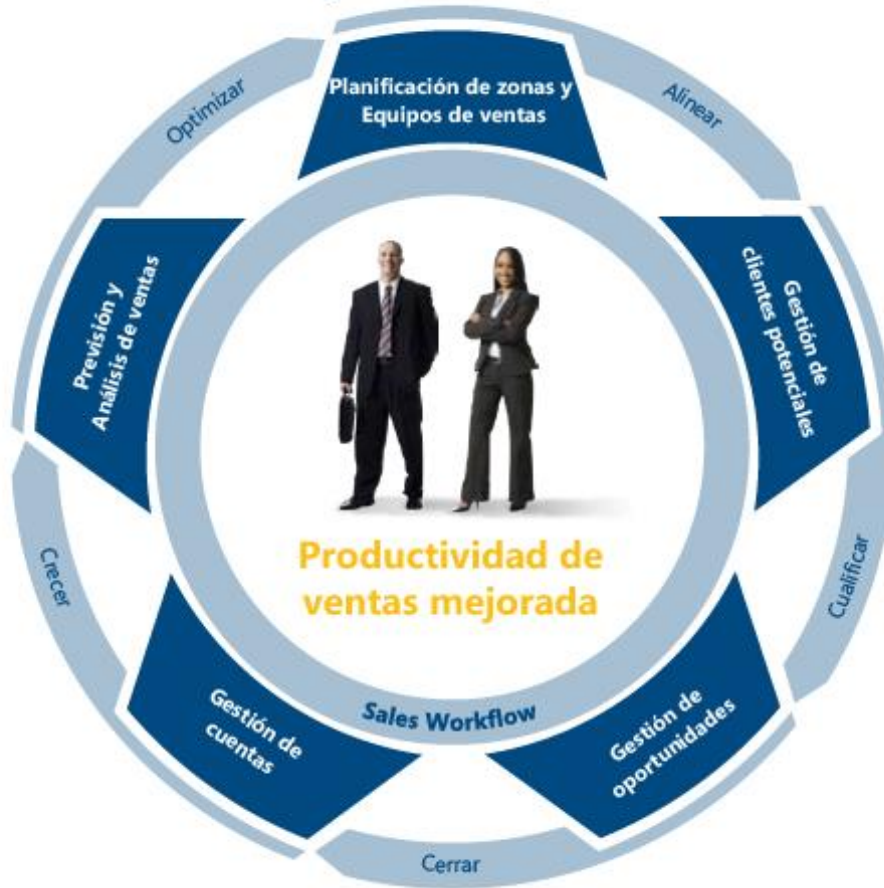 Planificación de zonas y
Equipos de ventas
Alinear
Gestión de
clientes potenciales
Cualificar
Gestión de
oportunidades
Cerrar
Gestión de
cuentas
Crecer
Previsión y
Análisis de ventas
Optimizar
Productividad de
ventas mejorada
Sales Workflow